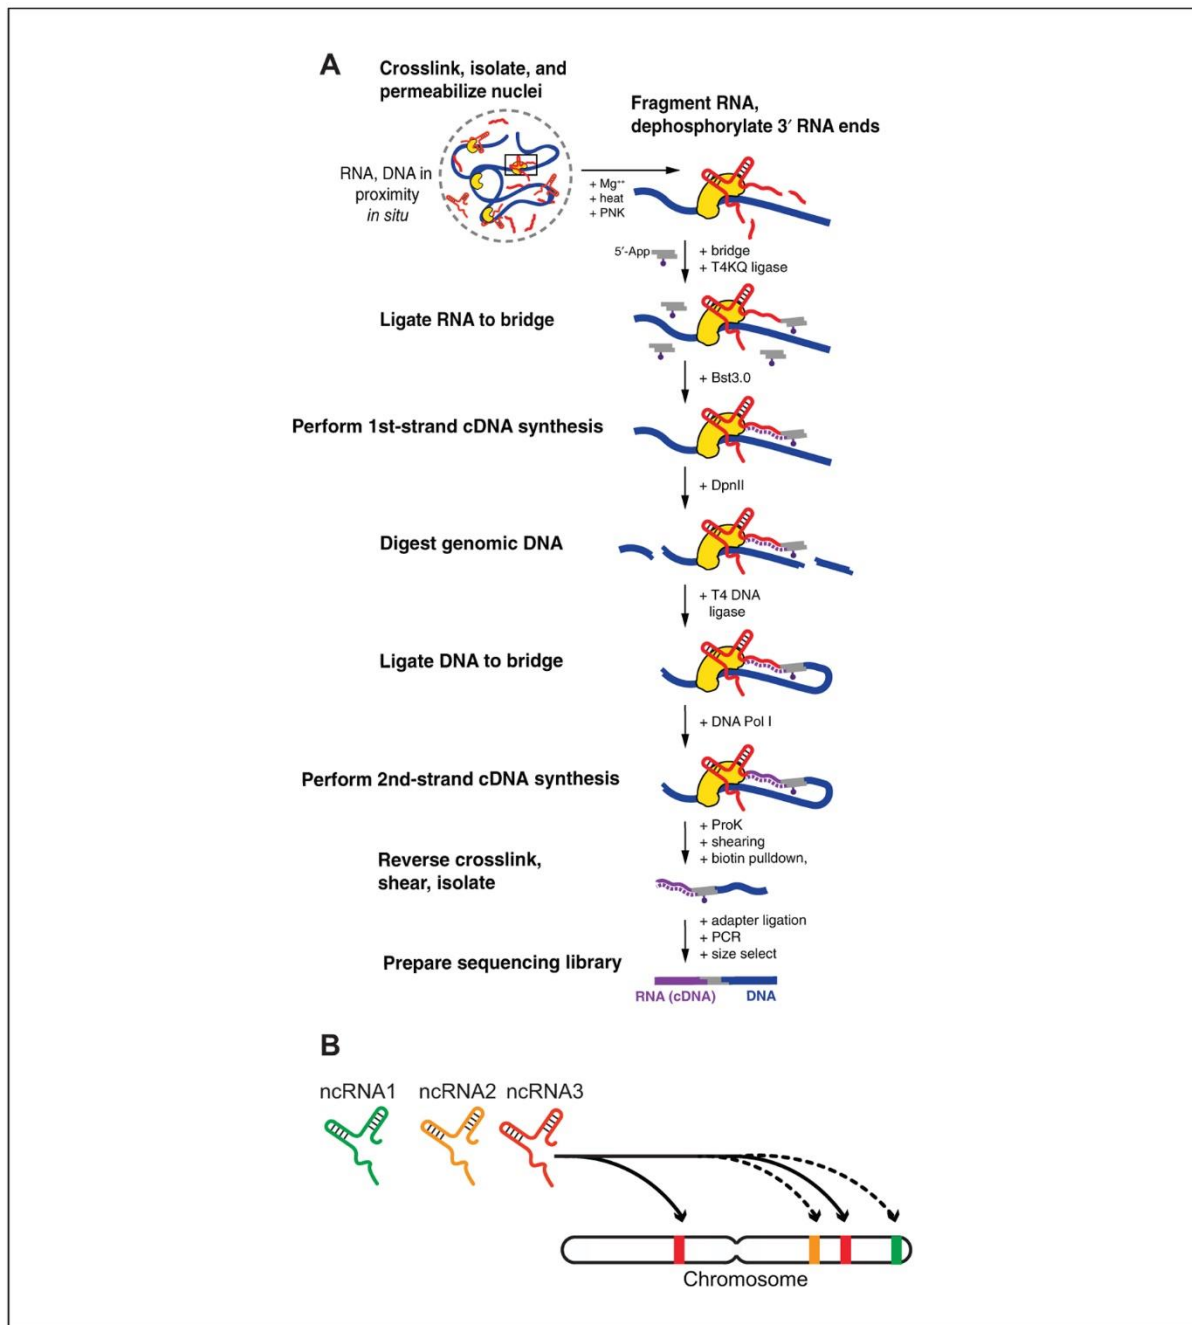 A
Crosslink, isolate, and
permeabilize nuclei
RNA, DNA in
proximity
in situ
+ Mg⁺⁺
+ heat
+ PNK
Fragment RNA,
dephosphorylate 3′ RNA ends
5′-App
+ bridge
+ T4KQ ligase
Ligate RNA to bridge
+ Bst3.0
Perform 1st-strand cDNA synthesis
+ DpnII
Digest genomic DNA
+ T4 DNA
ligase
Ligate DNA to bridge
+ DNA Pol I
Perform 2nd-strand cDNA synthesis
+ ProK
+ shearing
+ biotin pulldown,
Reverse crosslink,
shear, isolate
+ adapter ligation
+ PCR
+ size select
Prepare sequencing library
RNA (cDNA) DNA
B
ncRNA1 ncRNA2 ncRNA3
Chromosome